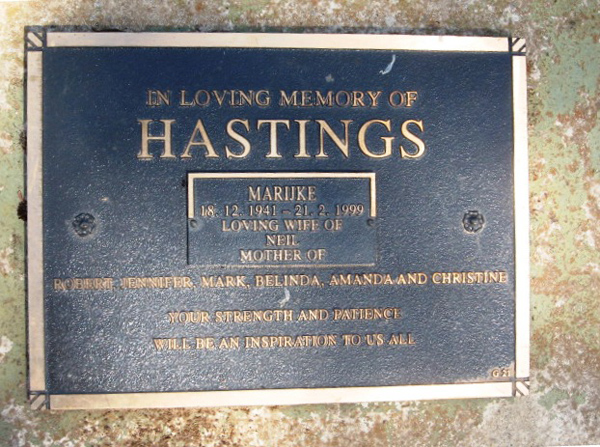 IN LOVING MEMORY OF
HASTINGS
MARIJKE
18. 12. 1941 – 21. 2. 1999
LOVING WIFE OF
NEIL
MOTHER OF
ROBERT, JENNIFER, MARK, BELINDA, AMANDA AND CHRISTINE
YOUR STRENGTH AND PATIENCE
WILL BE AN INSPIRATION TO US ALL